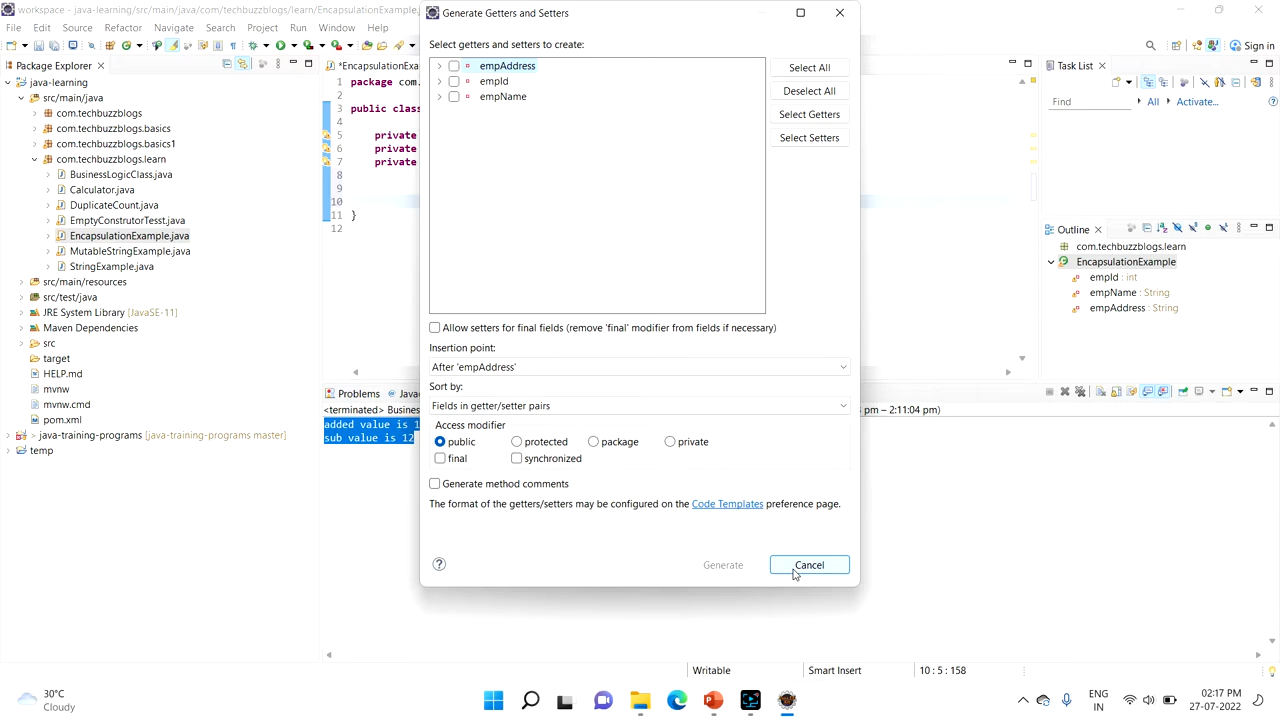 workspace - java-learning/src/main/java/com/techbuzzblogs/learn/EncapsulationExample.
Generate Getters and Setters
File Edit Source Refactor Navigate Search Project Run Window Help
Sign in
Package Explorer
java-learning
src/main/java
com.techbuzzblogs
com.techbuzzblogs.basics
com.techbuzzblogs.basics1
com.techbuzzblogs.learn
BusinessLogicClass.java
Calculator.java
DuplicateCount.java
EmptyConstrutorTesst.java
EncapsulationExample.java
MutableStringExample.java
StringExample.java
src/main/resources
src/test/java
JRE System Library [JavaSE-11]
Maven Dependencies
src
target
HELP.md
mvnw
mvnw.cmd
pom.xml
> java-training-programs [java-training-programs master]
temp
*EncapsulationExa
1 package com.
2
3 public class
5 private
6 private
7 private
8
9
10
11 }
12
Select getters and setters to create:
empAddress
empId
empName
Select All
Deselect All
Select Getters
Select Setters
Allow setters for final fields (remove 'final' modifier from fields if necessary)
Insertion point:
After 'empAddress'
Sort by:
Fields in getter/setter pairs
Access modifier
public protected package private
final synchronized
Generate method comments
The format of the getters/setters may be configured on the Code Templates preference page.
Generate Cancel
Task List
Find All Activate...
Outline
com.techbuzzblogs.learn
EncapsulationExample
empId : int
empName : String
empAddress : String
Problems Java
<terminated> Busines
pm – 2:11:04 pm)
added value is 1
sub value is 12
Writable Smart Insert 10 : 5 : 158
30°C
Cloudy
ENG
IN
02:17 PM
27-07-2022